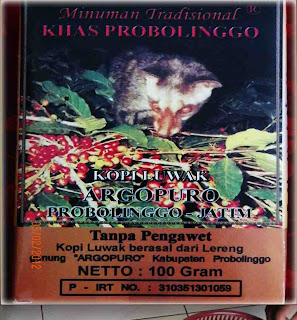 Minuman Tradisional ®
KHAS PROBOLINGGO
KOPI LUWAK
ARGOPURO
PROBOLINGGO - JATIM
Tanpa Pengawet
Kopi Luwak berasal dari Lereng
Gunung "ARGOPURO" Kabupaten Probolinggo
NETTO : 100 Gram
P - IRT NO. : 310351301059